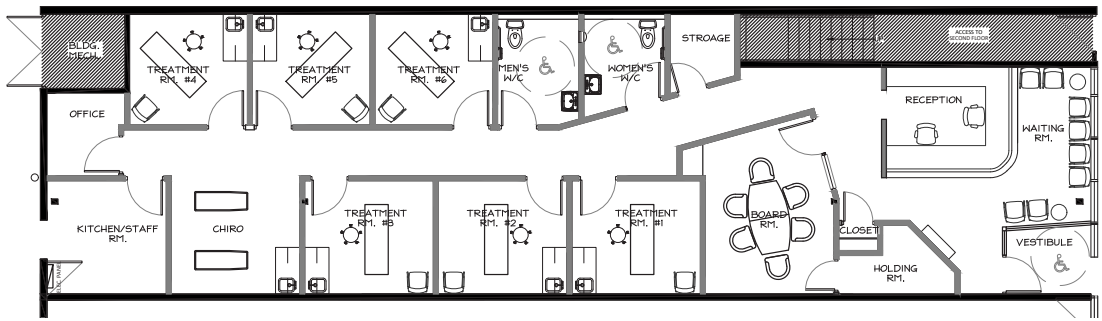 BLDG.
MECH.
TREATMENT
RM. #4
TREATMENT
RM. #5
TREATMENT
RM. #6
MEN'S
W/C
WOMEN'S
W/C
STROAGE
ACCESS TO
SECOND FLOOR
OFFICE
RECEPTION
WAITING
RM.
KITCHEN/STAFF
RM.
CHIRO
TREATMENT
RM. #3
TREATMENT
RM. #2
TREATMENT
RM. #1
BOARD
RM.
CLOSET
VESTIBULE
HOLDING
RM.
ELEC. PANEL